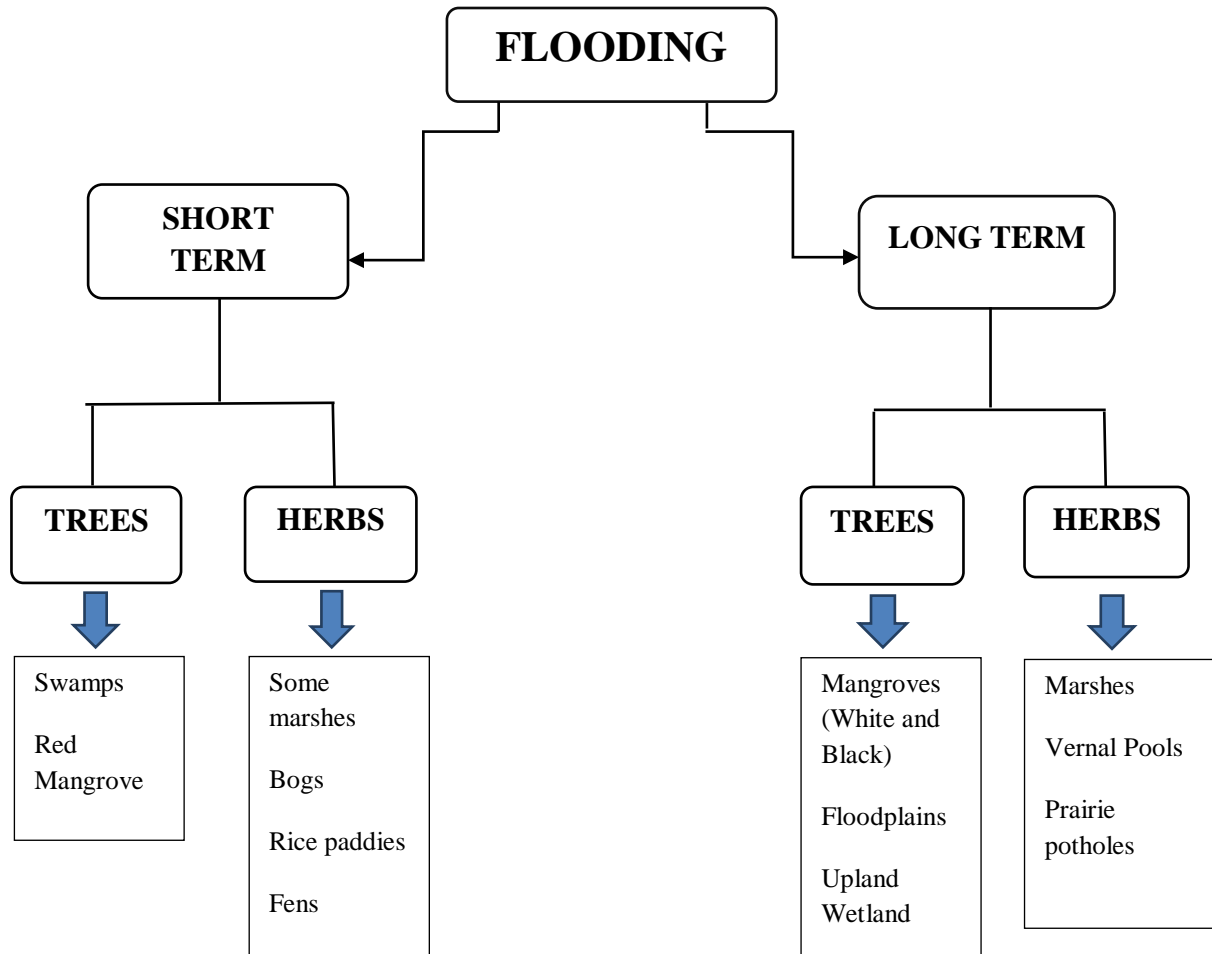 FLOODING
SHORT
TERM
LONG TERM
TREES
HERBS
TREES
HERBS
Swamps
Red
Mangrove
Some
marshes
Bogs
Rice paddies
Fens
Mangroves
(White and
Black)
Floodplains
Upland
Wetland
Marshes
Vernal Pools
Prairie
potholes